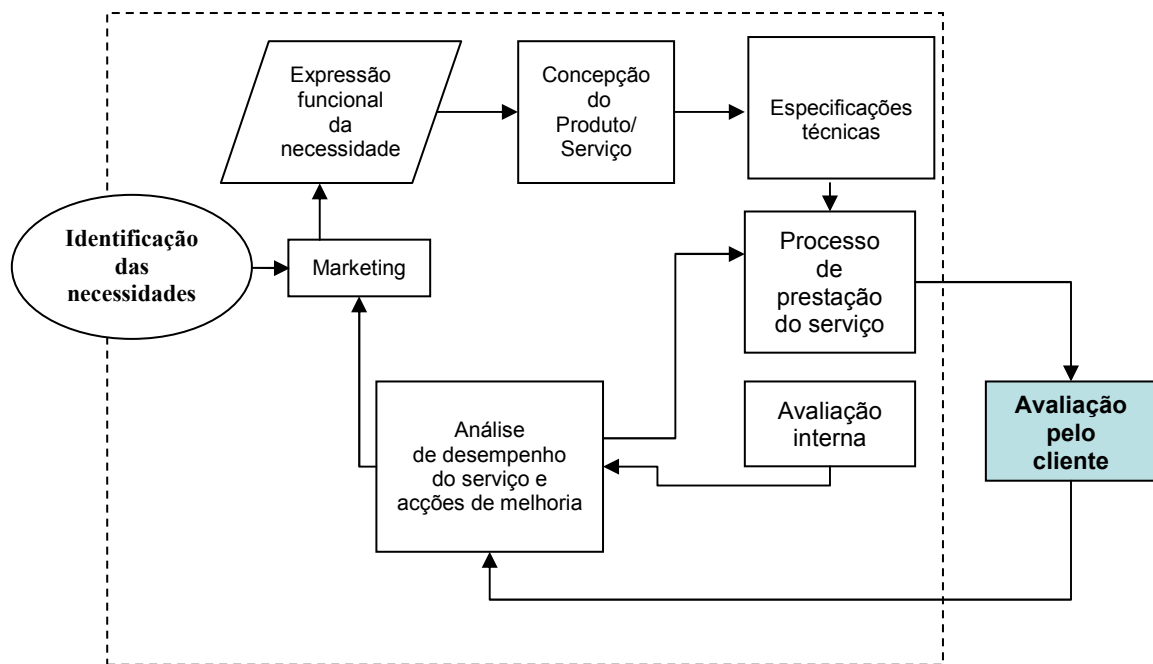 Expressão
funcional
da
necessidade
Concepção
do
Produto/
Serviço
Especificações
técnicas
Identificação
das
necessidades
Marketing
Processo
de
prestação
do serviço
Análise
de desempenho
do serviço e
acções de melhoria
Avaliação
interna
Avaliação
pelo
cliente